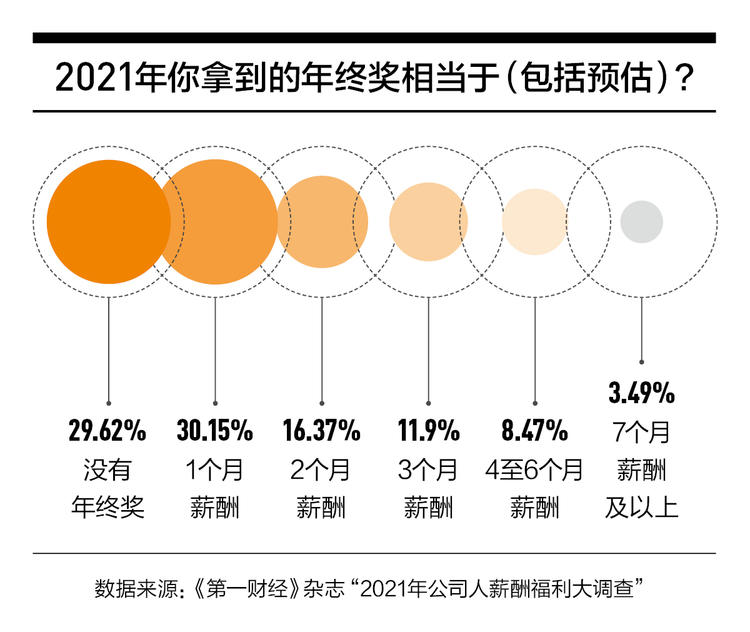 2021年你拿到的年终奖相当于（包括预估）？
29.62%
没有
年终奖
30.15%
1个月
薪酬
16.37%
2个月
薪酬
11.9%
3个月
薪酬
8.47%
4至6个月
薪酬
3.49%
7个月
薪酬
及以上
数据来源：《第一财经》杂志“2021年公司人薪酬福利大调查”